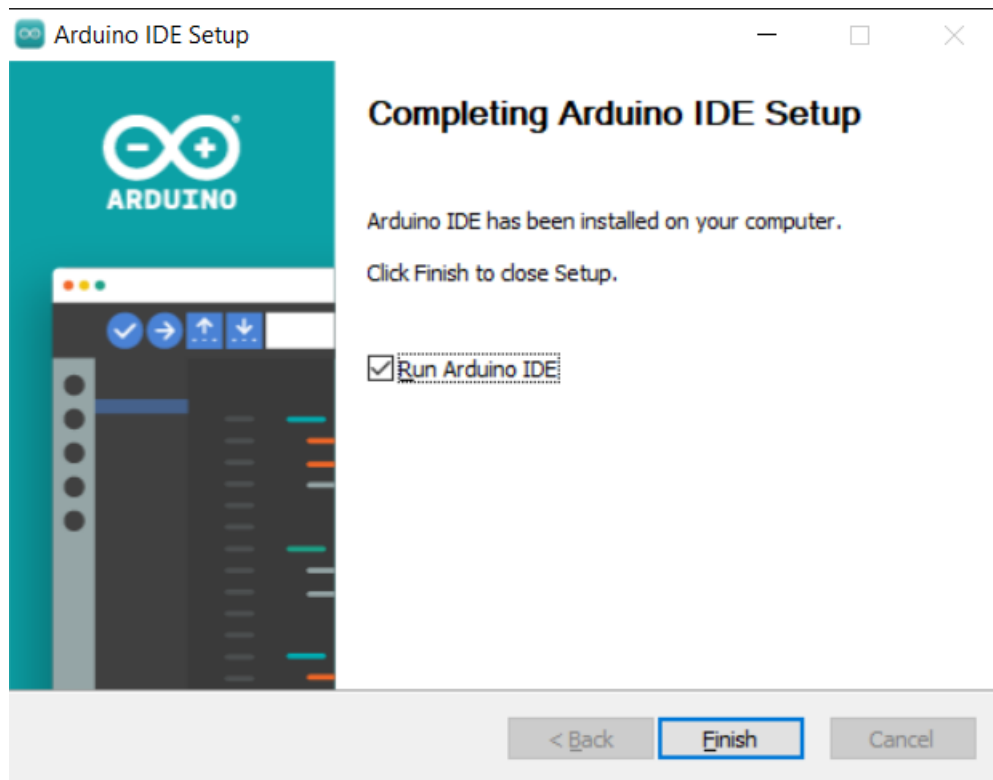 Arduino IDE Setup
ARDUINO
Completing Arduino IDE Setup
Arduino IDE has been installed on your computer.
Click Finish to close Setup.
Run Arduino IDE
< Back
Finish
Cancel